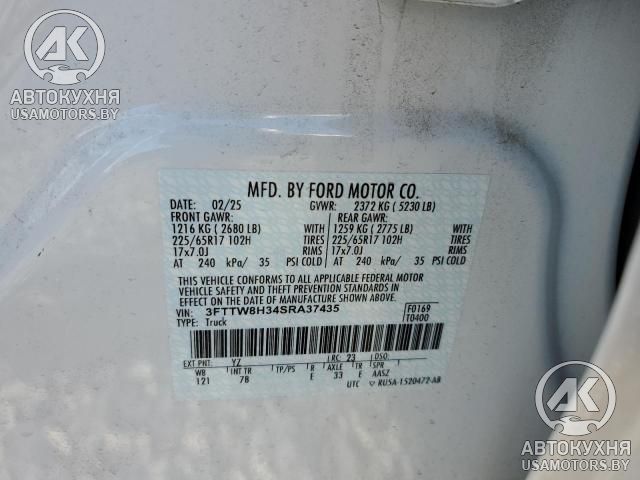 АК
АВТОКУХНЯ
USAMOTORS.BY
MFD. BY FORD MOTOR CO.
DATE: 02/25 GVWR: 2372 KG ( 5230 LB)
FRONT GAWR: REAR GAWR:
1216 KG ( 2680 LB) WITH 1259 KG ( 2775 LB) WITH
225/65R17 102H TIRES 225/65R17 102H TIRES
17x7.0J RIMS 17x7.0J RIMS
AT 240 kPa/ 35 PSI COLD AT 240 kPa/ 35 PSI COLD
THIS VEHICLE CONFORMS TO ALL APPLICABLE FEDERAL MOTOR
VEHICLE SAFETY AND THEFT PREVENTION STANDARDS IN
EFFECT ON THE DATE OF MANUFACTURE SHOWN ABOVE.
VIN: 3FTTW8H34SRA37435 F0169
TYPE: Truck T0400
EXT PNT: YZ RC: 23 DSO:
WB INT TR TP/PS R AXLE TR SPR
121 7B E 33 E AASZ
UTC ▽ RU5A-1520472-AB
АК
АВТОКУХНЯ
USAMOTORS.BY